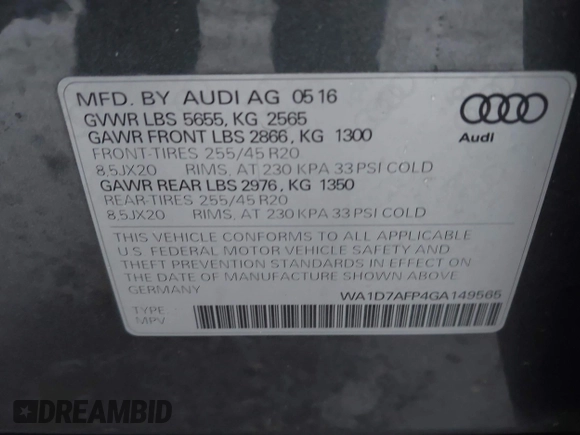 MFD. BY AUDI AG 05 16
GVWR LBS 5655, KG 2565
GAWR FRONT LBS 2866, KG 1300
FRONT-TIRES 255/45 R20
8,5JX20 RIMS, AT 230 KPA 33 PSI COLD
GAWR REAR LBS 2976, KG 1350
REAR-TIRES 255/45 R20
8,5JX20 RIMS, AT 230 KPA 33 PSI COLD
Audi
THIS VEHICLE CONFORMS TO ALL APPLICABLE
U.S. FEDERAL MOTOR VEHICLE SAFETY AND
THEFT PREVENTION STANDARDS IN EFFECT ON
THE DATE OF MANUFACTURE SHOWN ABOVE
GERMANY
WA1D7AFP4GA149565
TYPE
MPV
DREAMBID